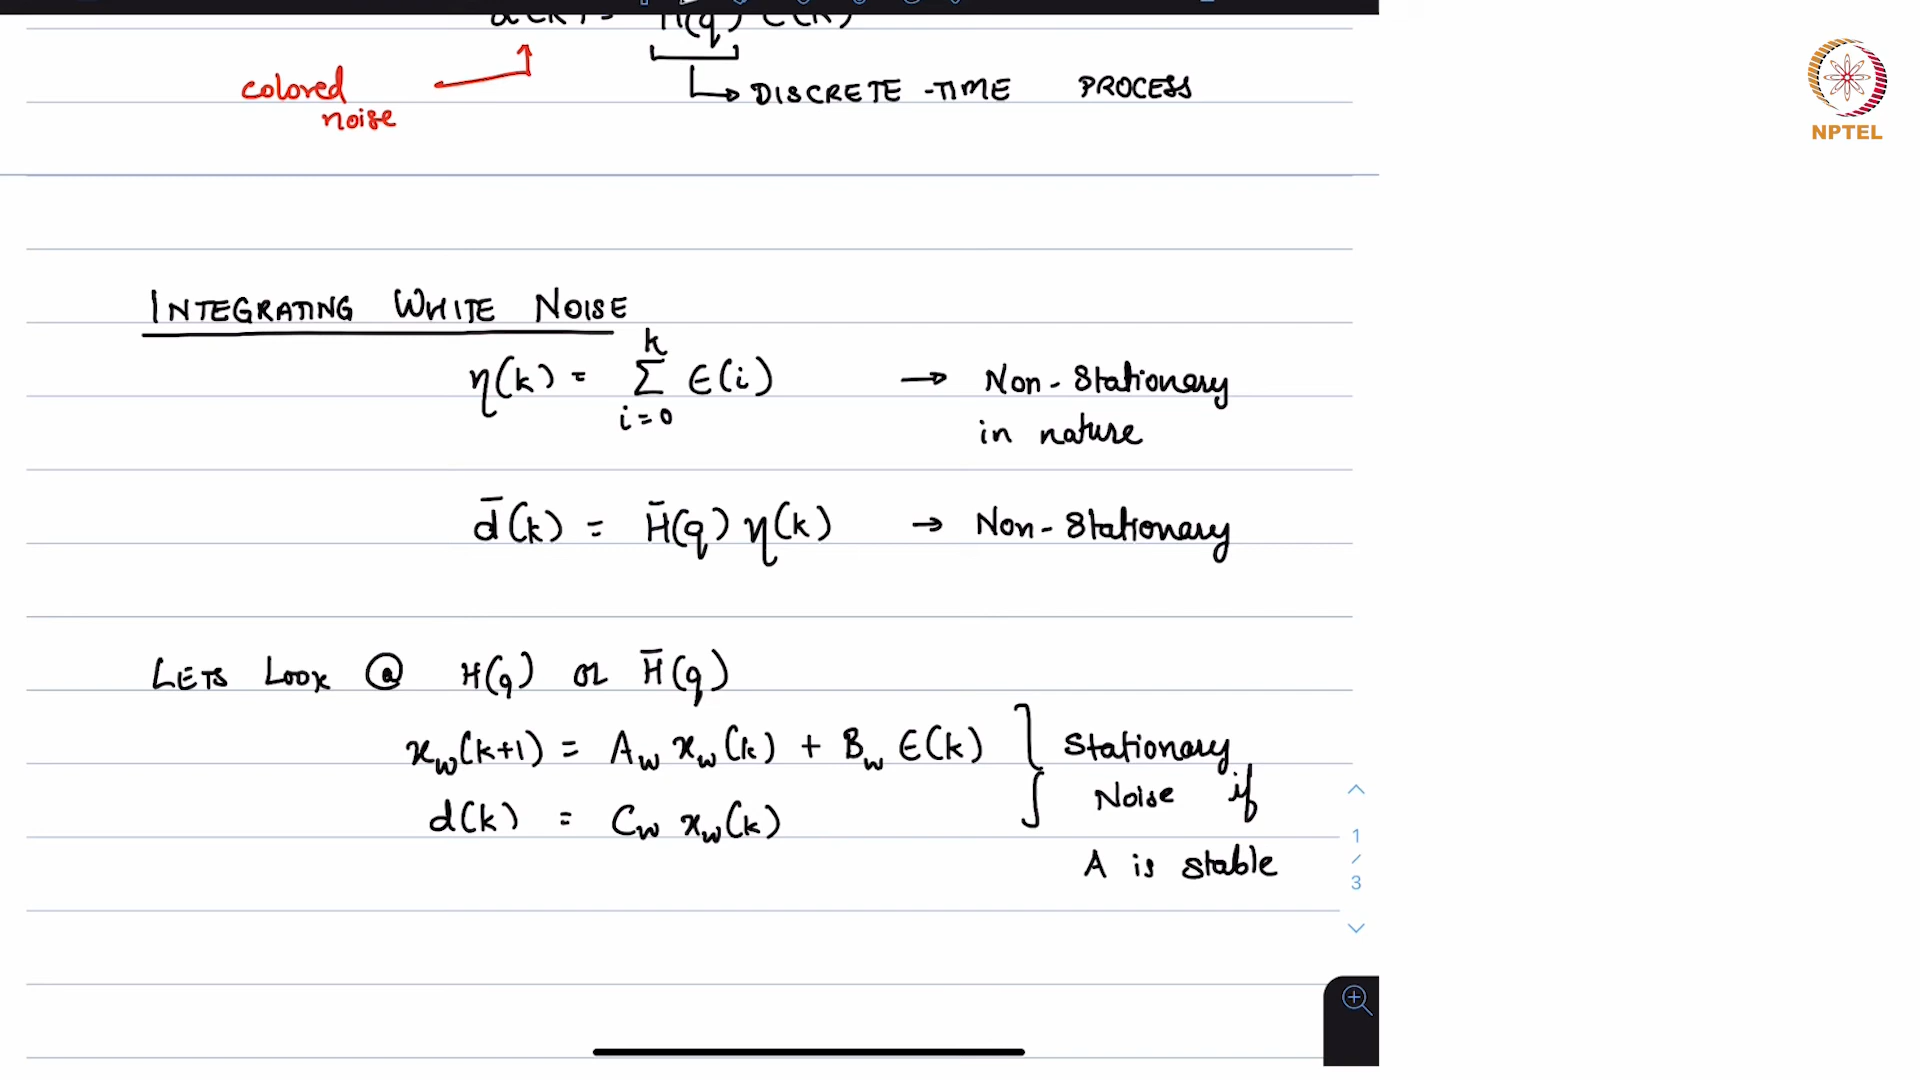 d(k) = H(q) ϵ(k)
colored
noise
DISCRETE-TIME PROCESS
NPTEL
INTEGRATING WHITE NOISE
η(k) = Σ_{i=0}^{k} ϵ(i) → Non-Stationary
in nature
d̄(k) = H̄(q) η(k) → Non-Stationary
LETS LOOK @ H(q) OR H̄(q)
x_w(k+1) = A_w x_w(k) + B_w ϵ(k) } Stationary
Noise if
d(k) = C_w x_w(k)
A is stable
1
/
3